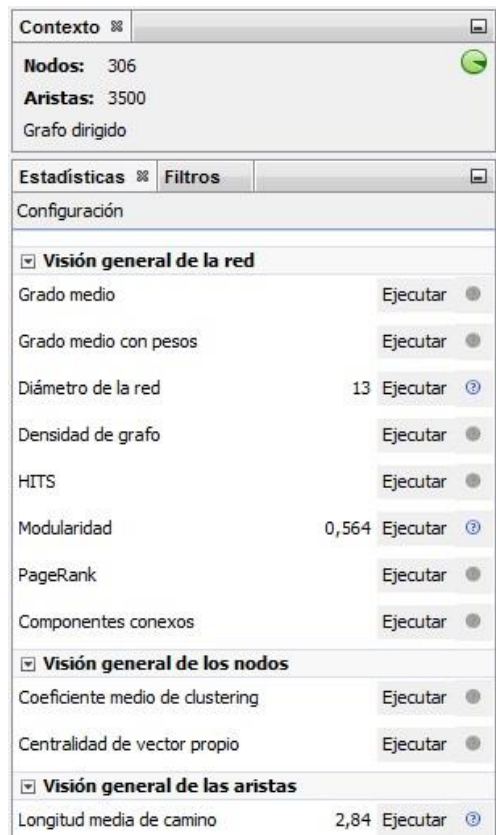 Contexto
Nodos: 306
Aristas: 3500
Grafo dirigido
Estadísticas Filtros
Configuración
Visión general de la red
Grado medio Ejecutar
Grado medio con pesos Ejecutar
Diámetro de la red 13 Ejecutar
Densidad de grafo Ejecutar
HITS Ejecutar
Modularidad 0,564 Ejecutar
PageRank Ejecutar
Componentes conexos Ejecutar
Visión general de los nodos
Coeficiente medio de clustering Ejecutar
Centralidad de vector propio Ejecutar
Visión general de las aristas
Longitud media de camino 2,84 Ejecutar